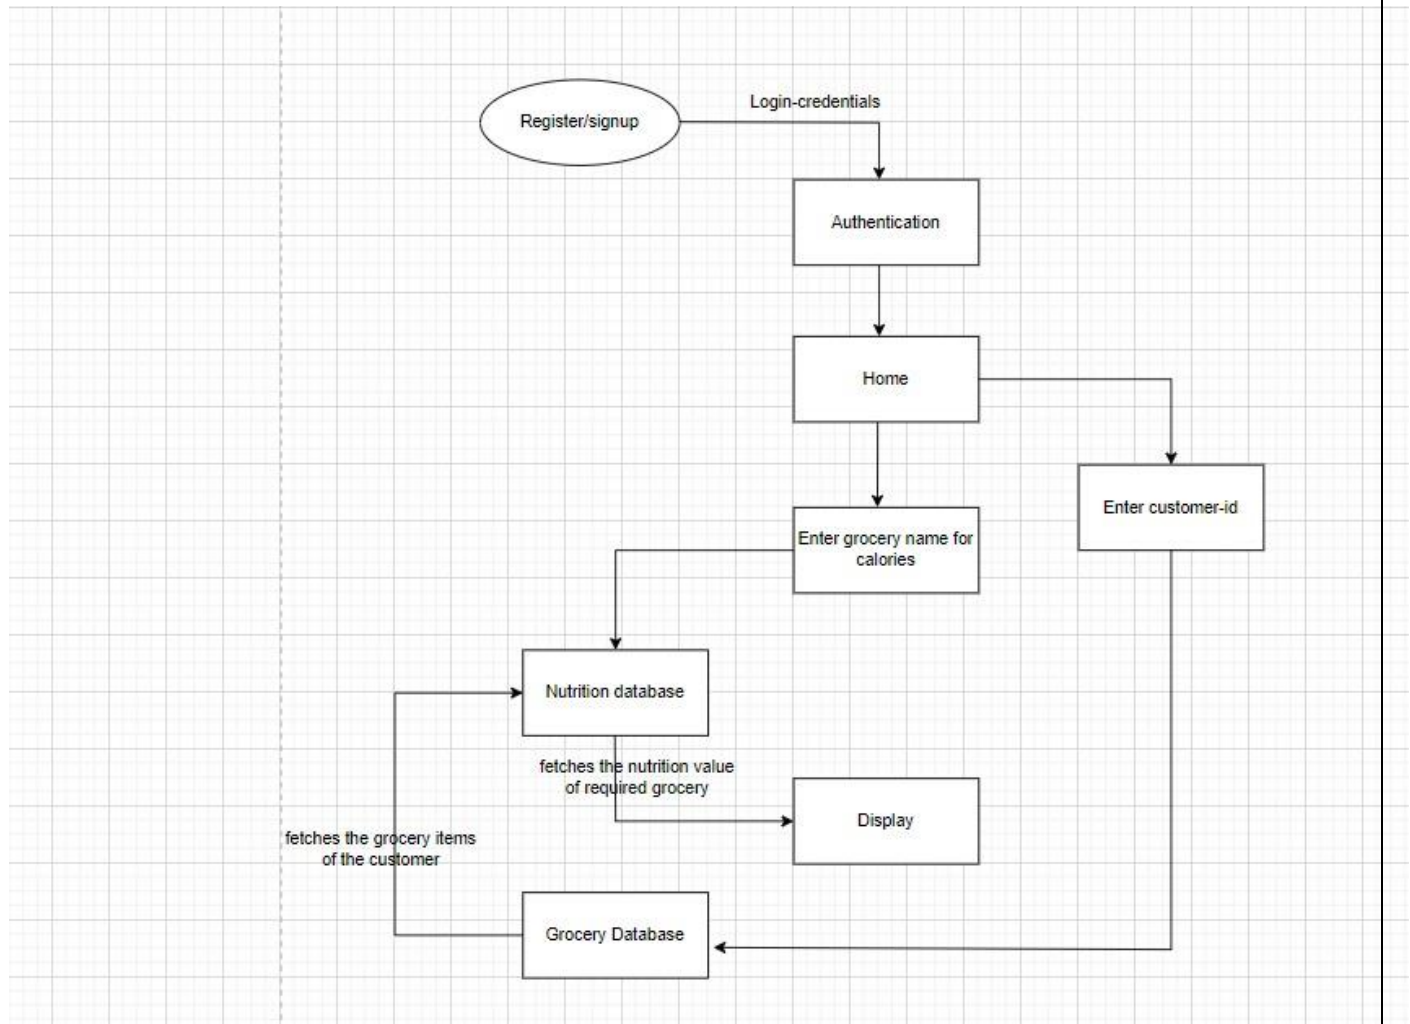 Login-credentials
Register/signup
Authentication
Home
Enter customer-id
Enter grocery name for
calories
Nutrition database
fetches the nutrition value
of required grocery
Display
fetches the grocery items
of the customer
Grocery Database